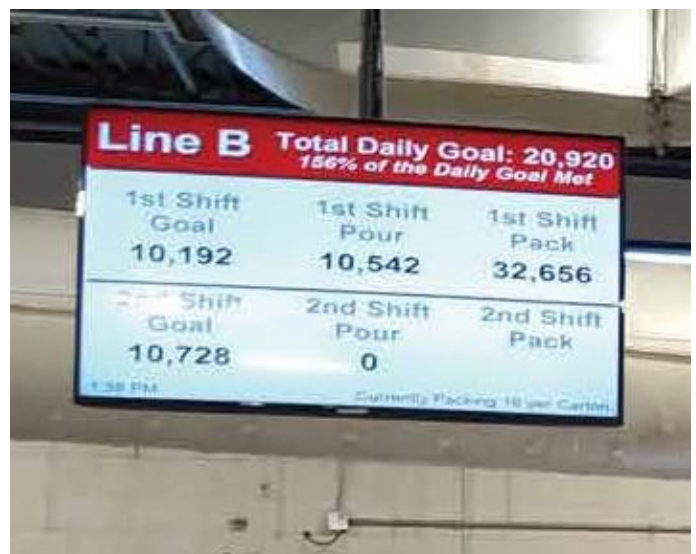 Line B
Total Daily Goal: 20,920
156% of the Daily Goal Met
1st Shift
Goal
10,192
1st Shift
Pour
10,542
1st Shift
Pack
32,656
2nd Shift
Goal
10,728
2nd Shift
Pour
0
2nd Shift
Pack
1:58 PM
Currently Packing 16 per Carton